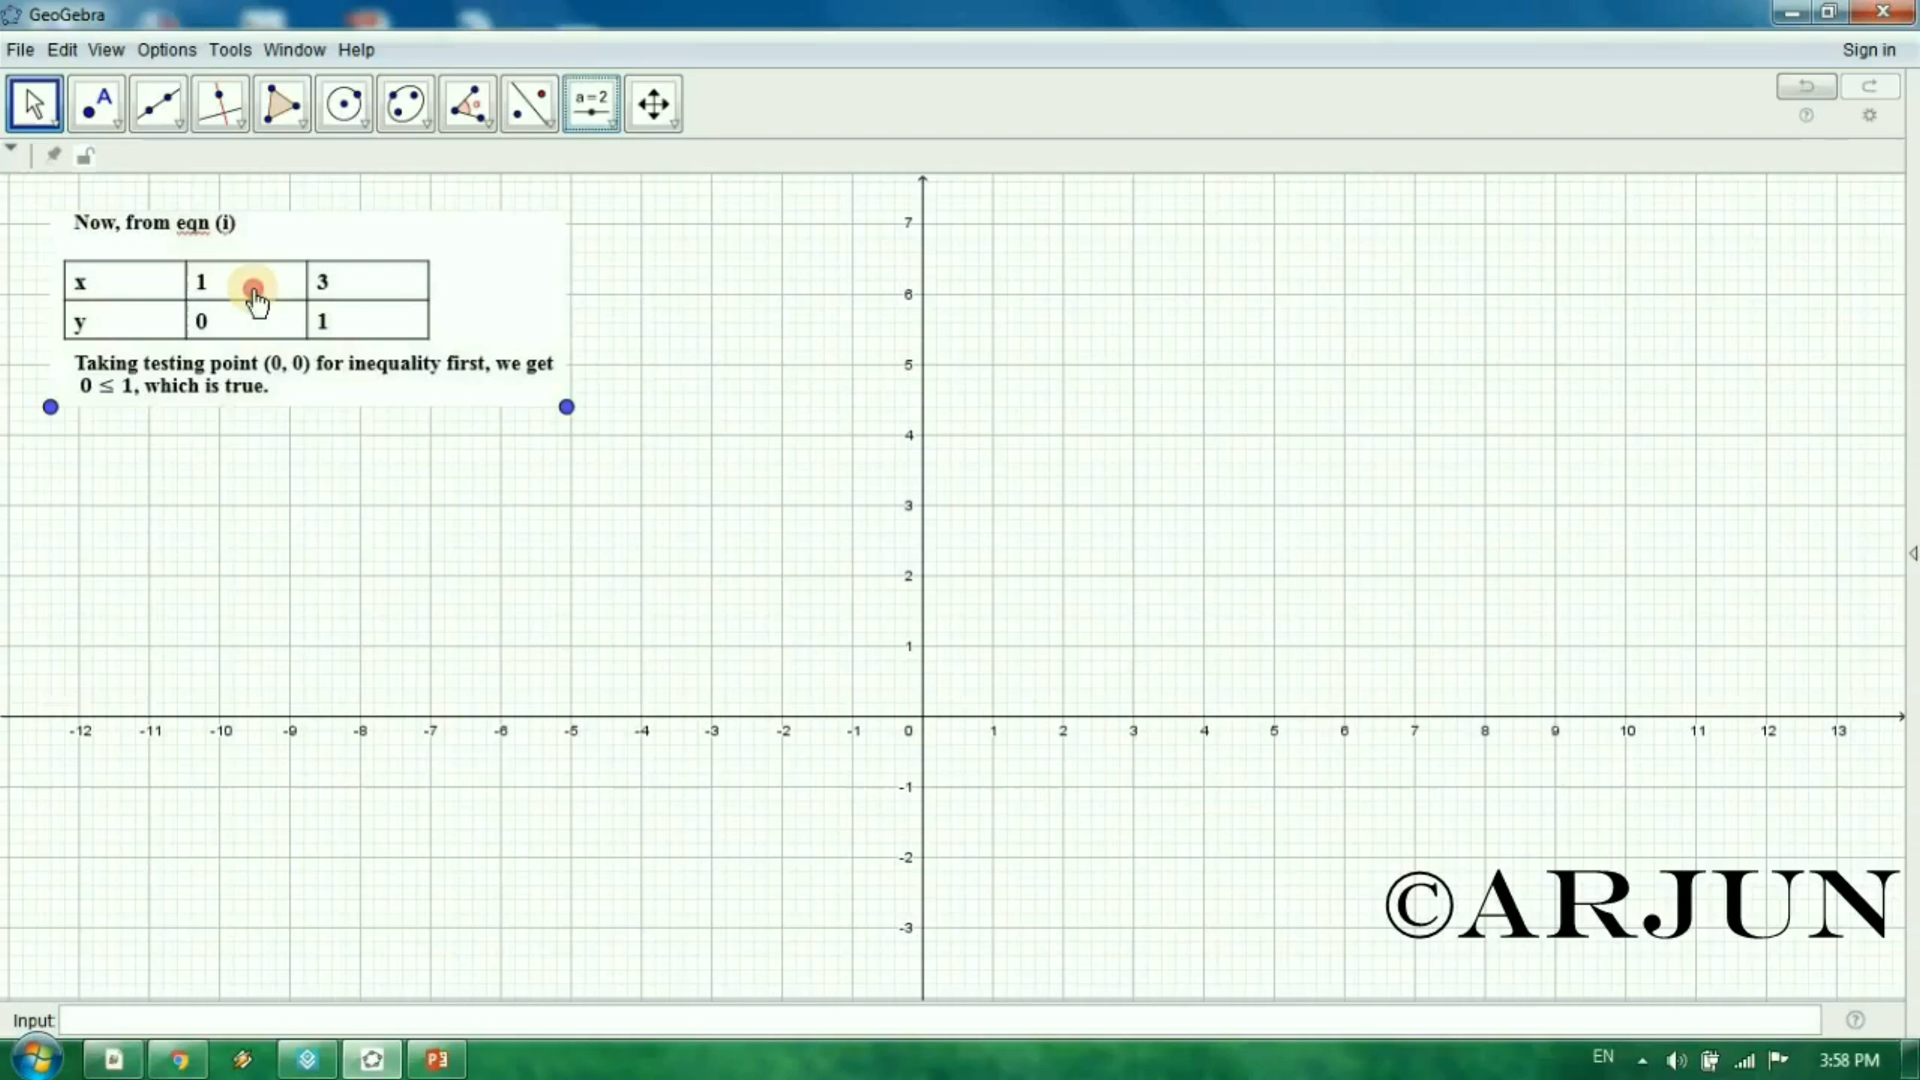 GeoGebra
File Edit View Options Tools Window Help
Sign in
A
a=2
Now, from eqn (i)
x 1 3
y 0 1
Taking testing point (0, 0) for inequality first, we get
0 ≤ 1, which is true.
7
6
5
4
3
2
1
-12 -11 -10 -9 -8 -7 -6 -5 -4 -3 -2 -1 0 1 2 3 4 5 6 7 8 9 10 11 12 13
-1
-2
-3
©ARJUN
Input:
EN
3:58 PM